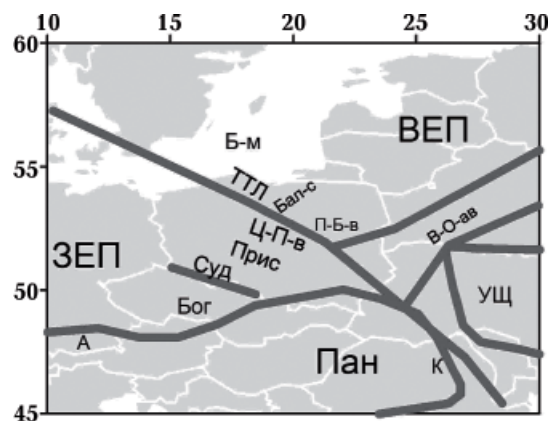 10 15 20 25 30
60
Б-м
ВЕП
55
ТТЛ
Бал-с
П-Б-в
В-О-ав
Ц-П-в
Прис
ЗЕП
Суд
50
Бог
УЩ
А
Пан
К
45